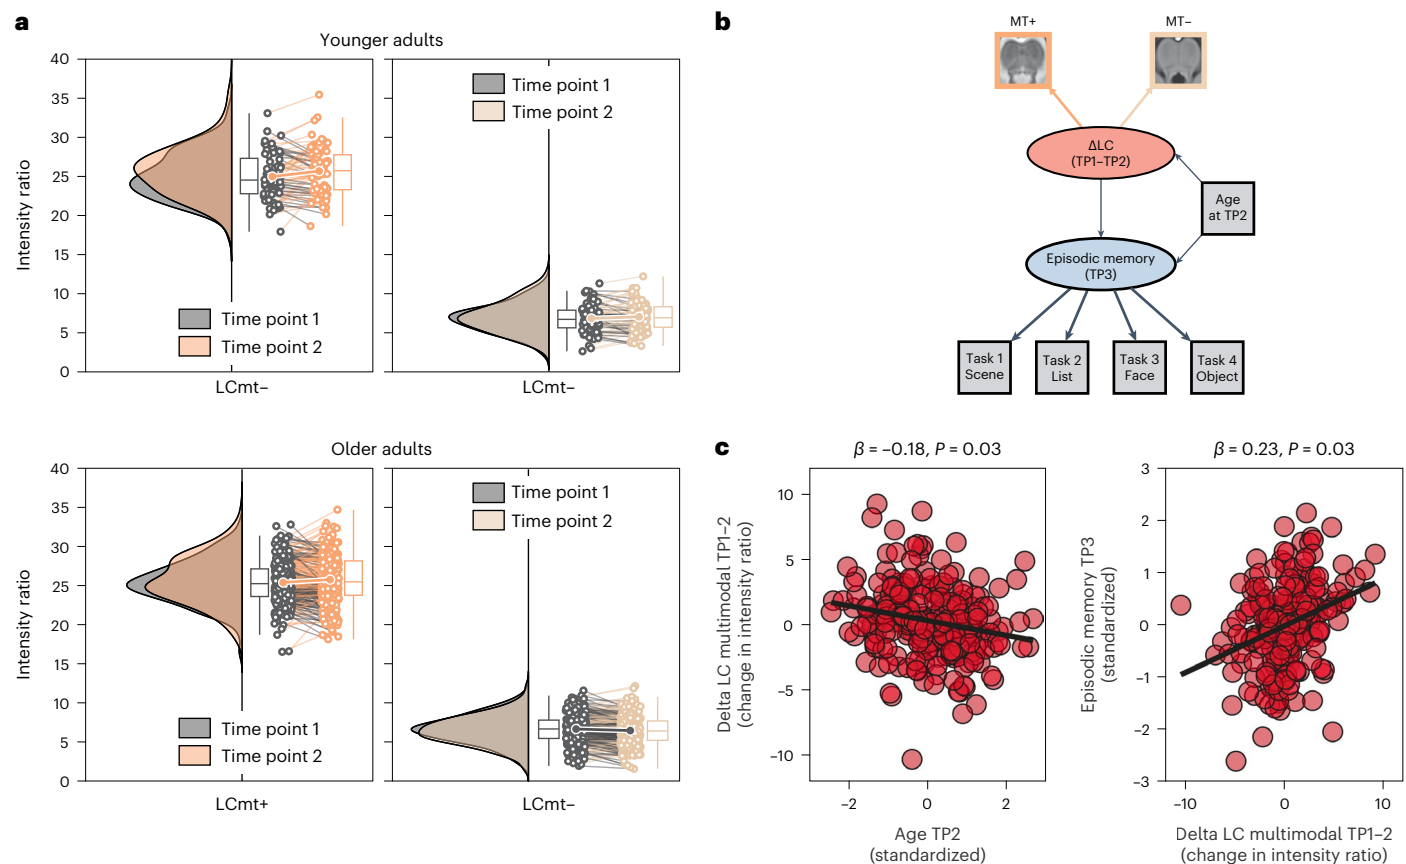 a
Younger adults
Intensity ratio
40
35
30
25
20
15
10
5
0
Time point 1
Time point 2
LCmt−
Time point 1
Time point 2
LCmt−
Older adults
Intensity ratio
40
35
30
25
20
15
10
5
0
Time point 1
Time point 2
LCmt+
Time point 1
Time point 2
LCmt−
b
MT+
MT−
ΔLC
(TP1–TP2)
Age
at TP2
Episodic memory
(TP3)
Task 1
Scene
Task 2
List
Task 3
Face
Task 4
Object
c
β = −0.18, P = 0.03
Delta LC multimodal TP1–2
(change in intensity ratio)
10
5
0
−5
−10
−2
0
2
Age TP2
(standardized)
β = 0.23, P = 0.03
Episodic memory TP3
(standardized)
3
2
1
0
−1
−2
−3
−10
0
10
Delta LC multimodal TP1–2
(change in intensity ratio)